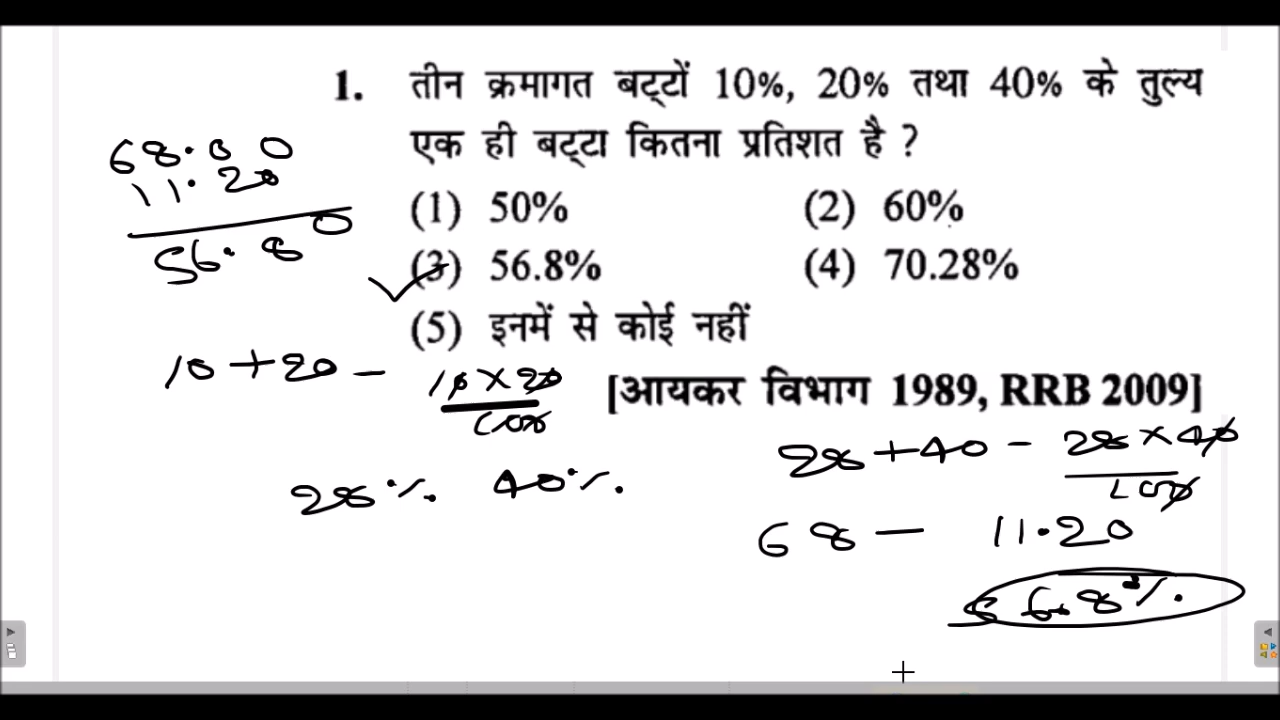 1. तीन क्रमागत बट्टों 10%, 20% तथा 40% के तुल्य
एक ही बट्टा कितना प्रतिशत है ?
(1) 50% (2) 60%
(3) 56.8% (4) 70.28%
(5) इनमें से कोई नहीं
[आयकर विभाग 1989, RRB 2009]
68.00
11.20
56.80
10 + 20 - 10 × 20
100
28% 40%
28 + 40 - 28 × 40
100
68 - 11.20
56.8%